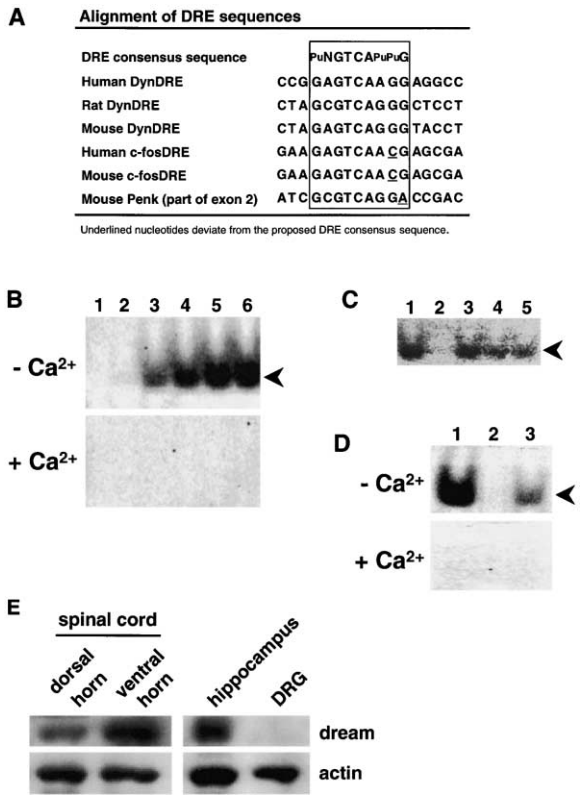 A
Alignment of DRE sequences
DRE consensus sequence PuNGTCAPuPuG
Human DynDRE CCG GAGTCAAGG AGGCC
Rat DynDRE CTA GCGTCAGGG CTCCT
Mouse DynDRE CTA GAGTCAGGG TACCT
Human c-fosDRE GAA GAGTCAACG AGCGA
Mouse c-fosDRE GAA GAGTCAACG AGCGA
Mouse Penk (part of exon 2) ATC GCGTCAGGA CCGAC
Underlined nucleotides deviate from the proposed DRE consensus sequence.
B
1 2 3 4 5 6
- Ca2+
+ Ca2+
C
1 2 3 4 5
D
1 2 3
- Ca2+
+ Ca2+
E
spinal cord
dorsal horn
ventral horn
hippocampus
DRG
dream
actin